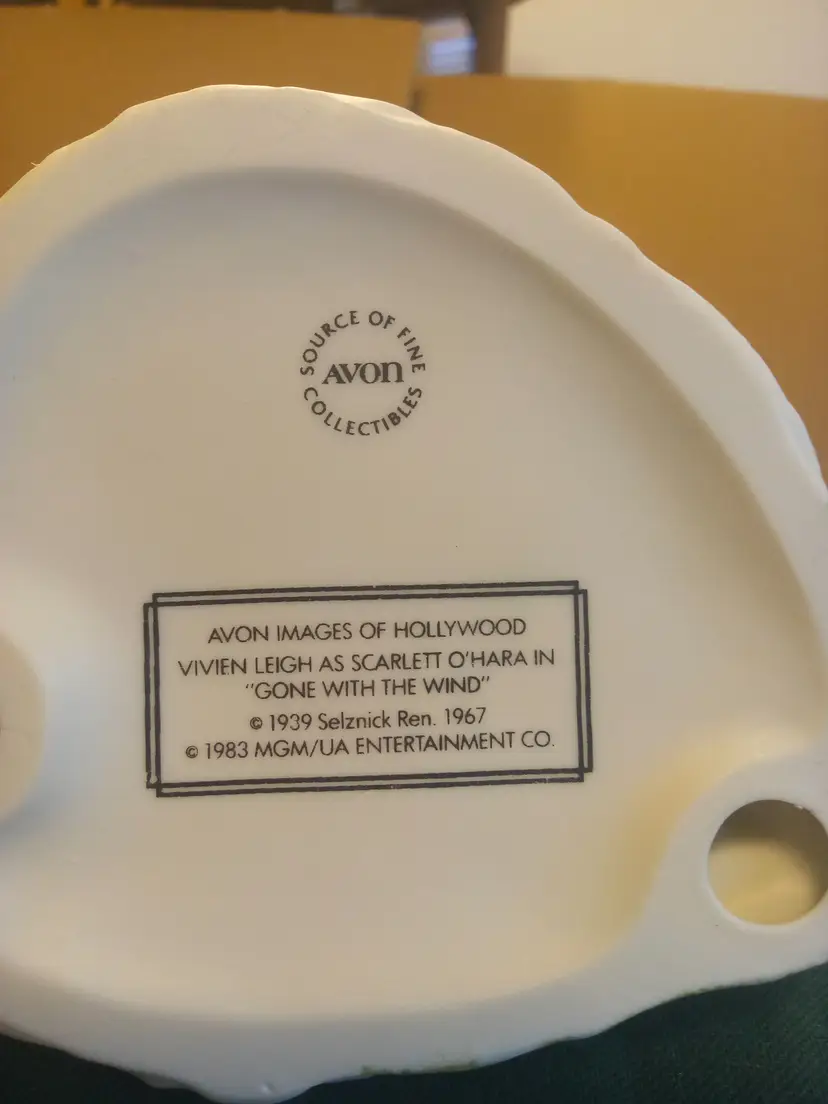 SOURCE OF FINE
AVON
COLLECTIBLES
AVON IMAGES OF HOLLYWOOD
VIVIEN LEIGH AS SCARLETT O'HARA IN
"GONE WITH THE WIND"
© 1939 Selznick Ren. 1967
© 1983 MGM/UA ENTERTAINMENT CO.